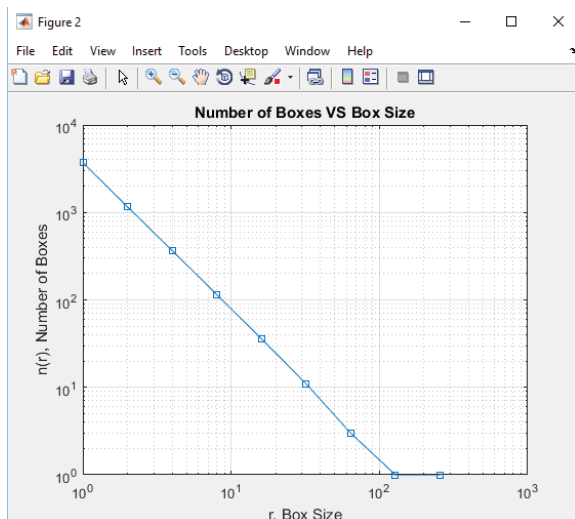 Figure 2
File Edit View Insert Tools Desktop Window Help
Number of Boxes VS Box Size
10^4
10^3
10^2
10^1
10^0
n(r), Number of Boxes
10^0 10^1 10^2 10^3
r, Box Size